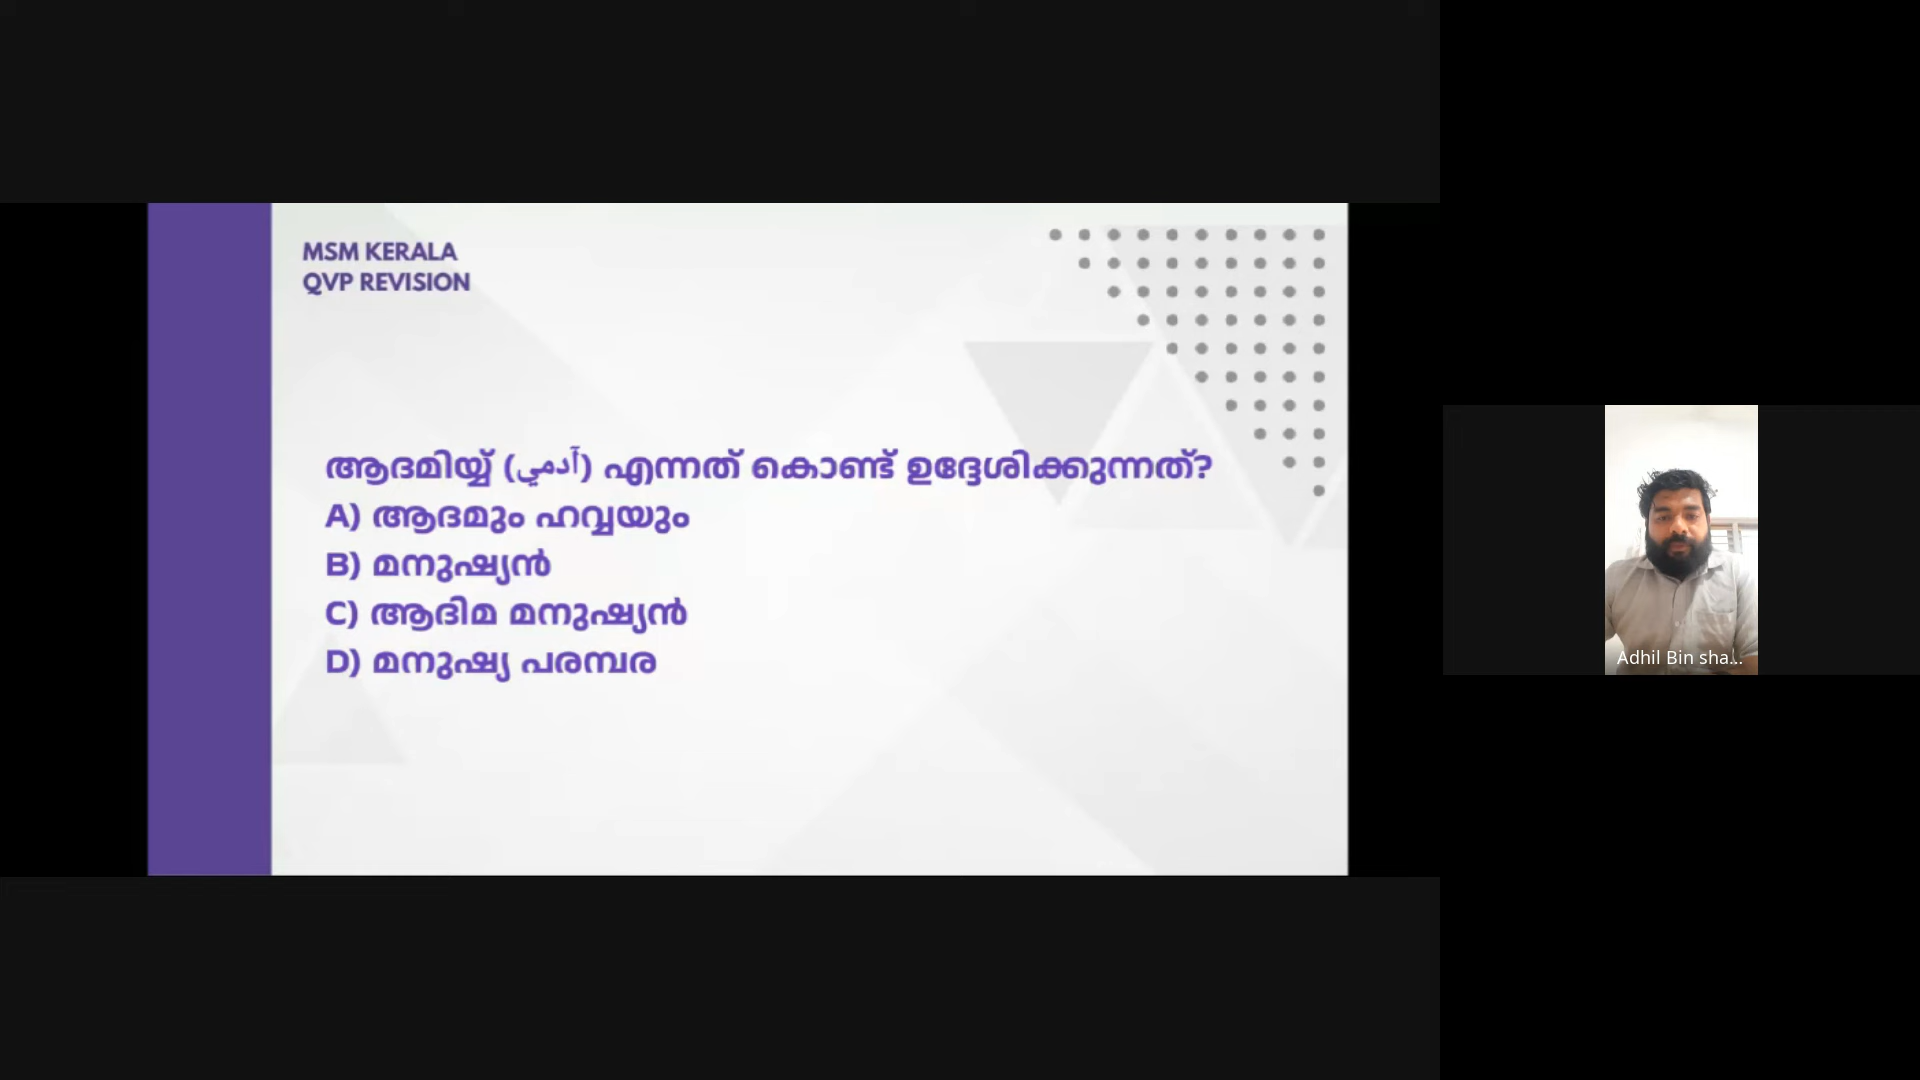 MSM KERALA
QVP REVISION
ആദമിയ്യ് (آدمي) എന്നത് കൊണ്ട് ഉദ്ദേശിക്കുന്നത്?
A) ആദമും ഹവ്വയും
B) മനുഷ്യൻ
C) ആദിമ മനുഷ്യൻ
D) മനുഷ്യ പരമ്പര
Adhil Bin sha...